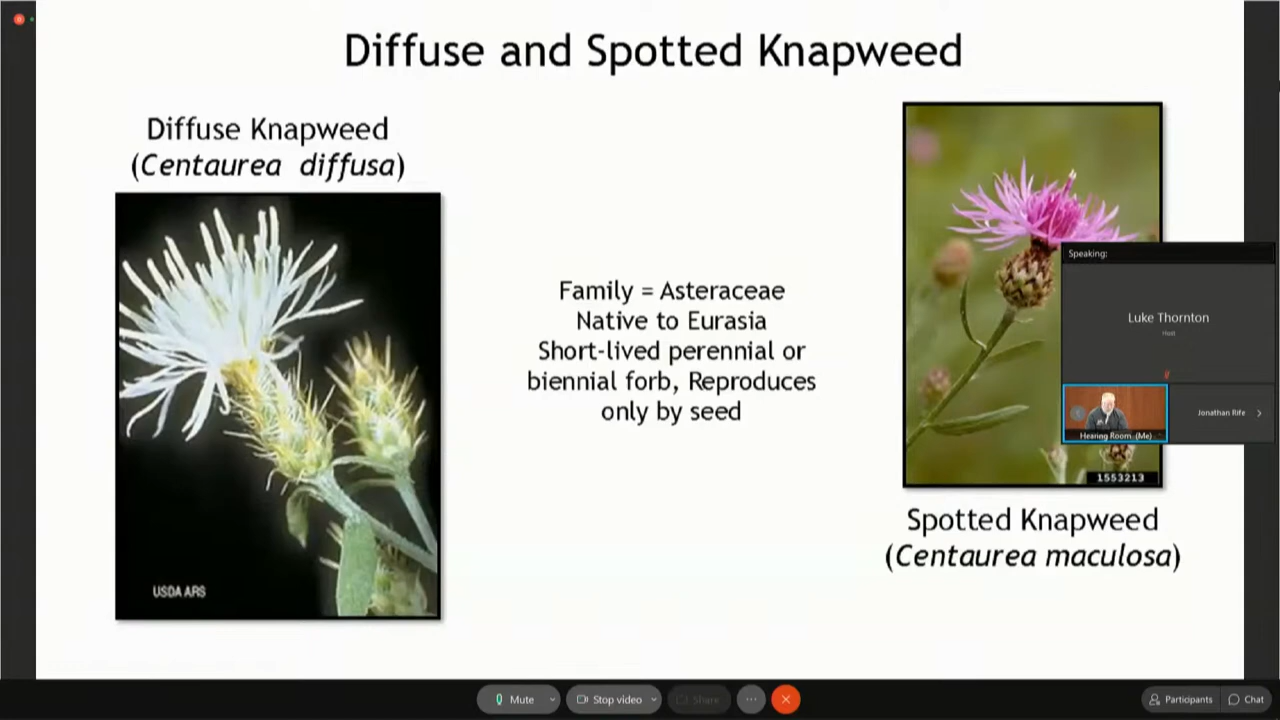 Diffuse and Spotted Knapweed
Diffuse Knapweed
(Centaurea diffusa)
USDA ARS
Family = Asteraceae
Native to Eurasia
Short-lived perennial or
biennial forb, Reproduces
only by seed
1553213
Spotted Knapweed
(Centaurea maculosa)
Speaking:
Luke Thornton
Host
Hearing Room (Me)
Jonathan Rife
Mute
Stop video
Share
Participants
Chat